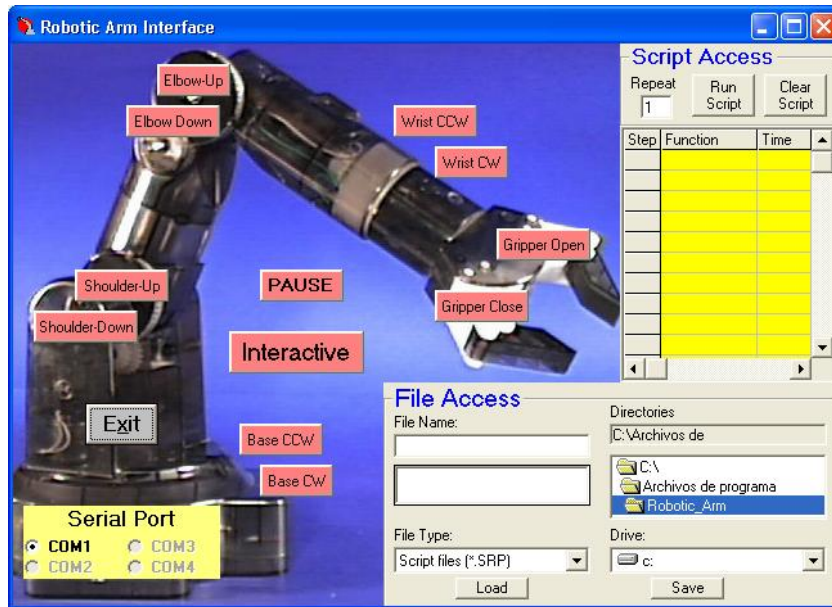 Robotic Arm Interface
Elbow-Up
Elbow Down
Wrist CCW
Wrist CW
Gripper Open
Gripper Close
Shoulder-Up
Shoulder-Down
PAUSE
Interactive
Exit
Base CCW
Base CW
Serial Port
COM1 COM3
COM2 COM4
Script Access
Repeat
1
Run Script
Clear Script
Step Function Time
File Access
File Name:
File Type:
Script files (*.SRP)
Load
Directories
C:\Archivos de
C:\
Archivos de programa
Robotic_Arm
Drive:
c:
Save